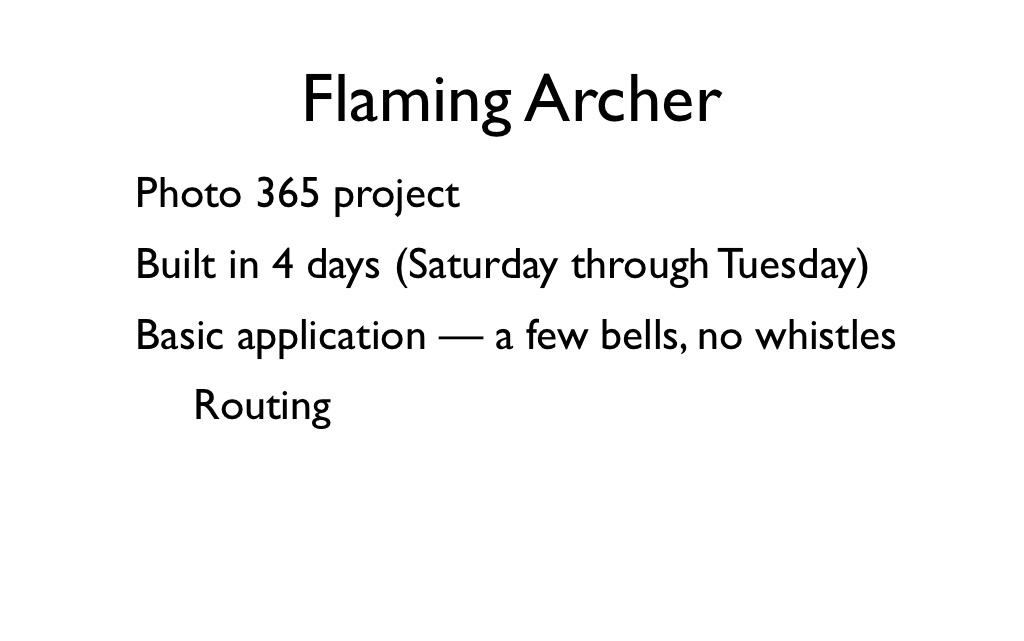 Flaming Archer
Photo 365 project
Built in 4 days (Saturday through Tuesday)
Basic application — a few bells, no whistles
Routing